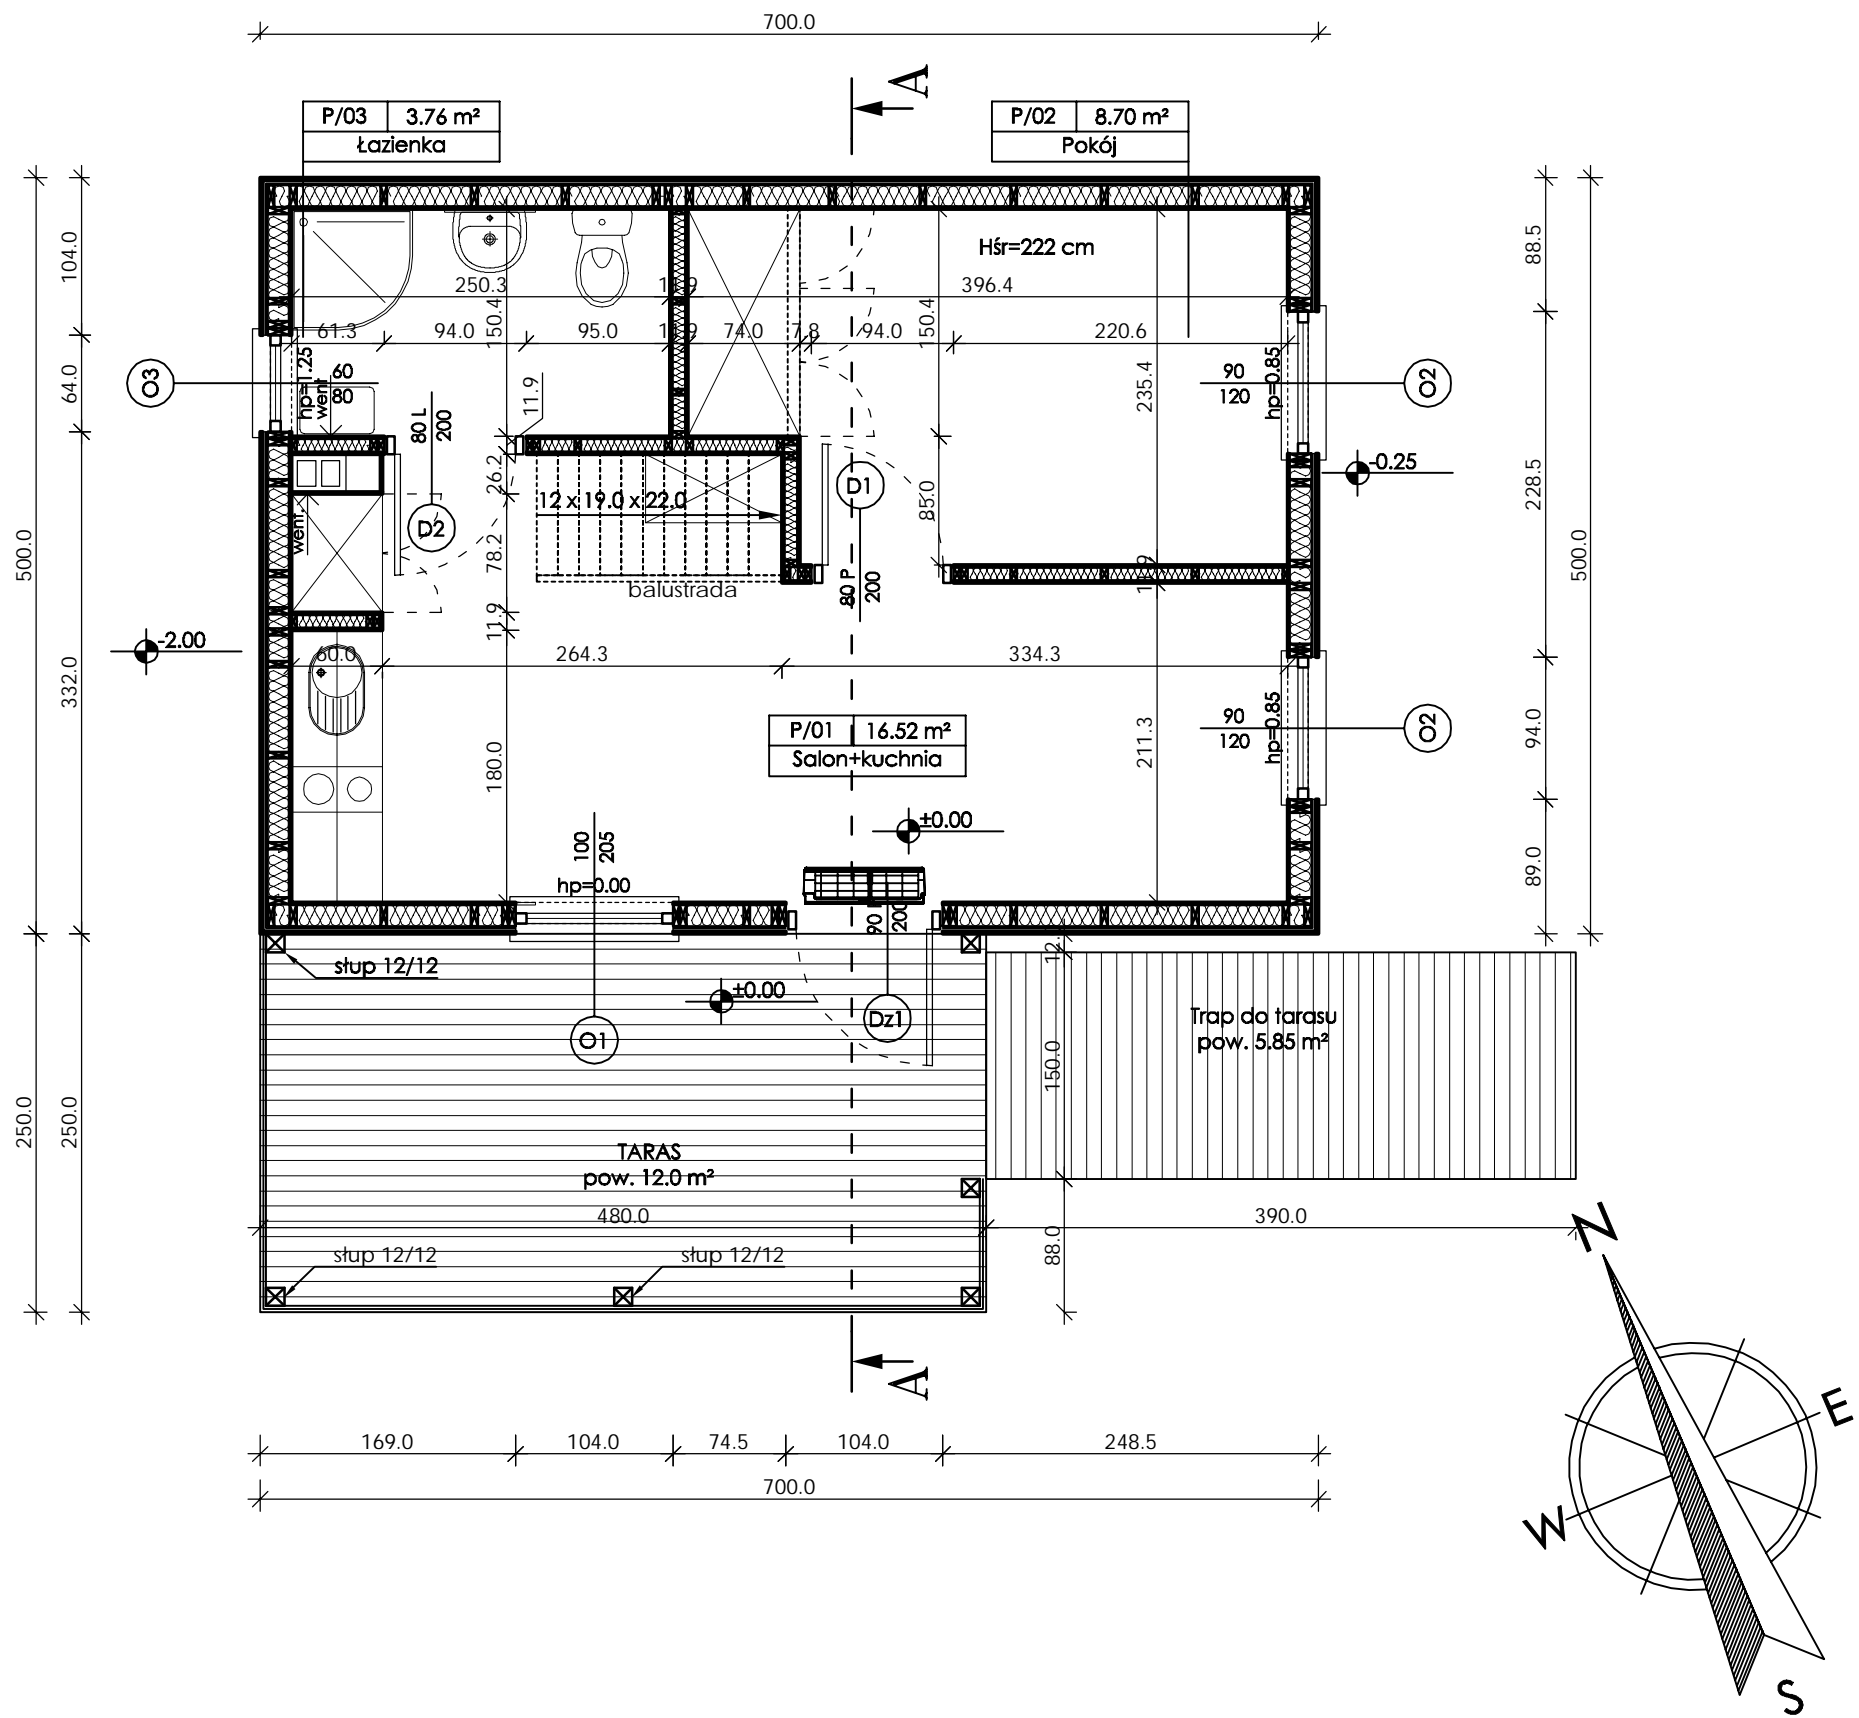 700.0
A
P/03 3.76 m²
Łazienka
P/02 8.70 m²
Pokój
Hśr=222 cm
104.0
64.0
332.0
500.0
250.0
250.0
88.5
228.5
94.0
89.0
500.0
250.3
11.9
396.4
150.4
150.4
61.3
94.0
95.0
11.9
74.0
7.8
94.0
220.6
235.4
O3
60
80
hp=1.25
went
80 L
200
11.9
90
120
hp=0.85
O2
-0.25
D1
D2
26.2
12 x 19.0 x 22.0
85.0
went.
78.2
balustrada
80 P
200
11.9
11.9
-2.00
60.0
264.3
334.3
P/01 16.52 m²
Salon+kuchnia
90
120
hp=0.85
O2
180.0
211.3
±0.00
100
205
hp=0.00
90
200
słup 12/12
±0.00
Dz1
O1
12.
Trap do tarasu
pow. 5.85 m²
150.0
TARAS
pow. 12.0 m²
480.0
390.0
88.0
słup 12/12
słup 12/12
A
N
E
W
S
169.0
104.0
74.5
104.0
248.5
700.0